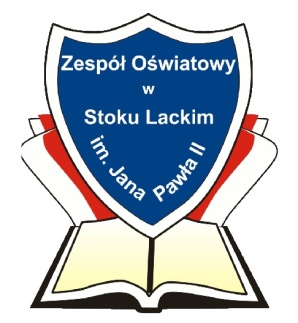 Zespół Oświatowy
w
Stoku Lackim
im. Jana Pawła II